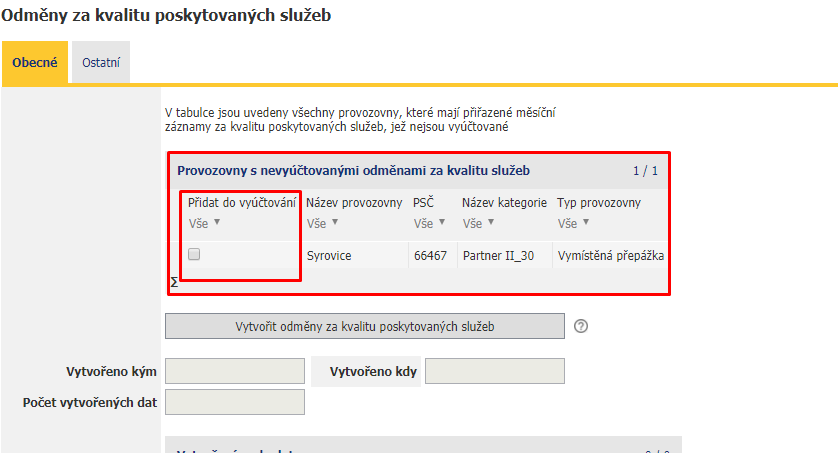 Odměny za kvalitu poskytovaných služeb
Obecné Ostatní
V tabulce jsou uvedeny všechny provozovny, které mají přiřazené měsíční
záznamy za kvalitu poskytovaných služeb, jež nejsou vyúčtované
Provozovny s nevyúčtovanými odměnami za kvalitu služeb 1 / 1
Přidat do vyúčtování Název provozovny PSČ Název kategorie Typ provozovny
Vše Vše Vše Vše Vše
Syrovice 66467 Partner II_30 Vymístěná přepážka
Σ
Vytvořit odměny za kvalitu poskytovaných služeb ?
Vytvořeno kým Vytvořeno kdy
Počet vytvořených dat